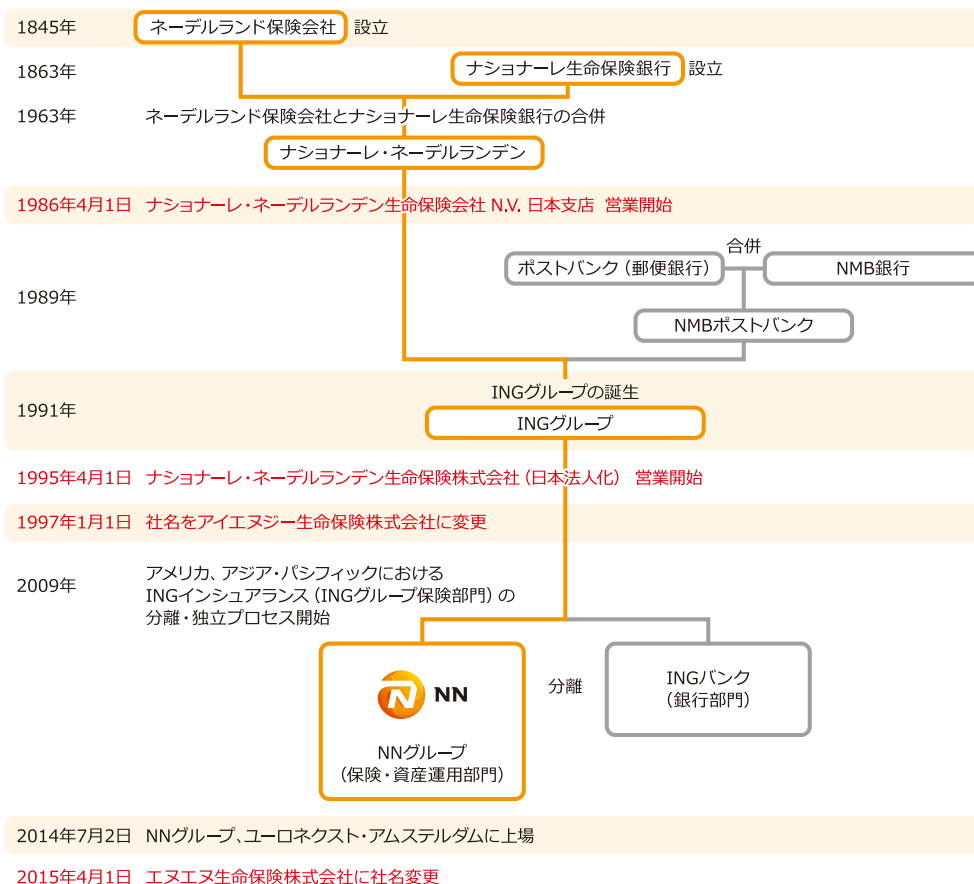 1845年 ネーデルランド保険会社 設立
1863年 ナショナーレ生命保険銀行 設立
1963年 ネーデルランド保険会社とナショナーレ生命保険銀行の合併
ナショナーレ・ネーデルランデン
1986年4月1日 ナショナーレ・ネーデルランデン生命保険会社 N.V. 日本支店 営業開始
合併
ポストバンク（郵便銀行） NMB銀行
1989年
NMBポストバンク
INGグループの誕生
1991年
INGグループ
1995年4月1日 ナショナーレ・ネーデルランデン生命保険株式会社（日本法人化） 営業開始
1997年1月1日 社名をアイエヌジー生命保険株式会社に変更
2009年
アメリカ、アジア・パシフィックにおける
INGインシュアランス（INGグループ保険部門）の
分離・独立プロセス開始
NN
分離
INGバンク
（銀行部門）
NNグループ
（保険・資産運用部門）
2014年7月2日 NNグループ、ユーロネクスト・アムステルダムに上場
2015年4月1日 エヌエヌ生命保険株式会社に社名変更